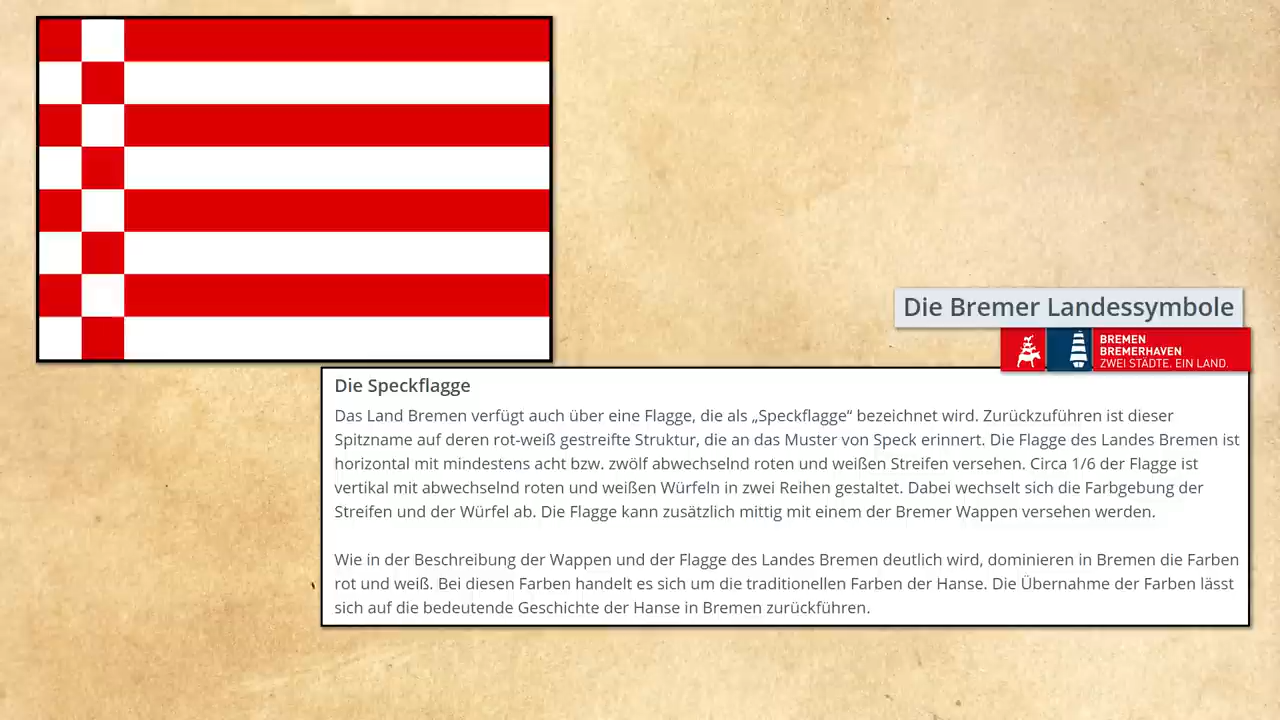 Die Bremer Landessymbole
BREMEN
BREMERHAVEN
ZWEI STÄDTE. EIN LAND.
Die Speckflagge
Das Land Bremen verfügt auch über eine Flagge, die als „Speckflagge“ bezeichnet wird. Zurückzuführen ist dieser
Spitzname auf deren rot-weiß gestreifte Struktur, die an das Muster von Speck erinnert. Die Flagge des Landes Bremen ist
horizontal mit mindestens acht bzw. zwölf abwechselnd roten und weißen Streifen versehen. Circa 1/6 der Flagge ist
vertikal mit abwechselnd roten und weißen Würfeln in zwei Reihen gestaltet. Dabei wechselt sich die Farbgebung der
Streifen und der Würfel ab. Die Flagge kann zusätzlich mittig mit einem der Bremer Wappen versehen werden.
Wie in der Beschreibung der Wappen und der Flagge des Landes Bremen deutlich wird, dominieren in Bremen die Farben
rot und weiß. Bei diesen Farben handelt es sich um die traditionellen Farben der Hanse. Die Übernahme der Farben lässt
sich auf die bedeutende Geschichte der Hanse in Bremen zurückführen.